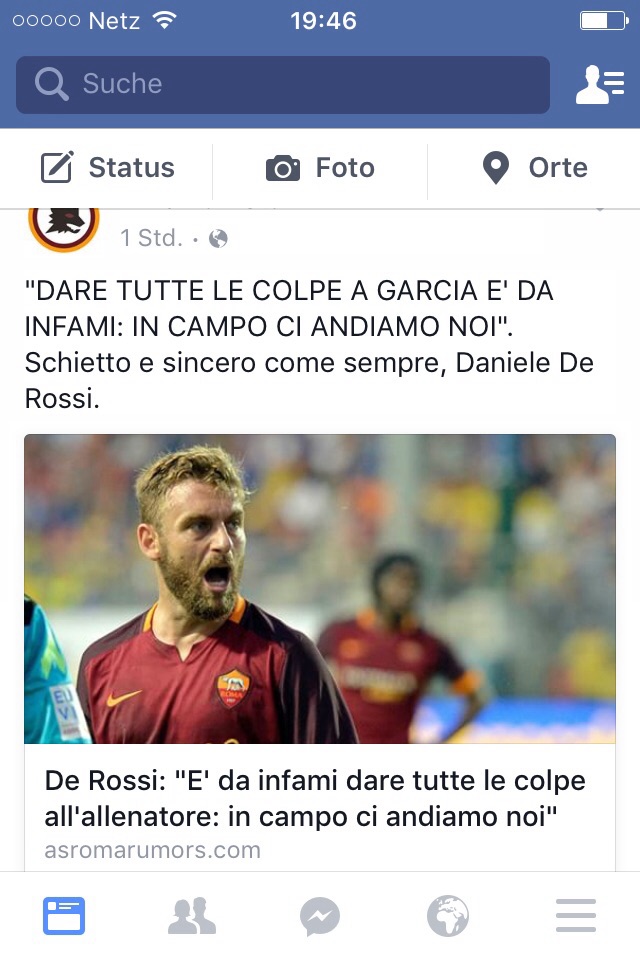 Netz 19:46
Suche
Status Foto Orte
1 Std. ·
"DARE TUTTE LE COLPE A GARCIA E' DA
INFAMI: IN CAMPO CI ANDIAMO NOI".
Schietto e sincero come sempre, Daniele De
Rossi.
ROMA
De Rossi: "E' da infami dare tutte le colpe
all'allenatore: in campo ci andiamo noi"
asromarumors.com